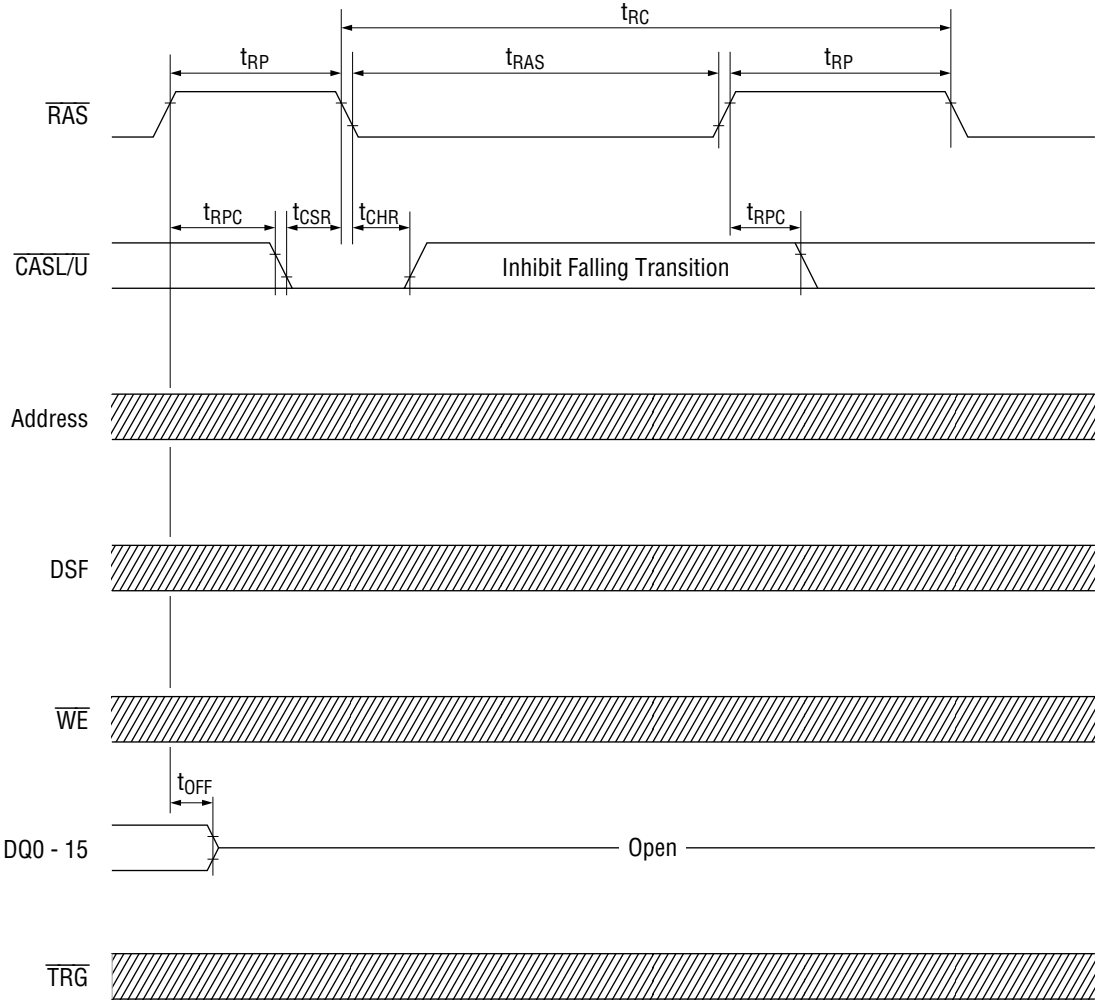 tRC
tRP tRAS tRP
RAS
tRPC tCSR tCHR tRPC
CASL/U Inhibit Falling Transition
Address
DSF
WE
tOFF
DQ0 - 15 Open
TRG